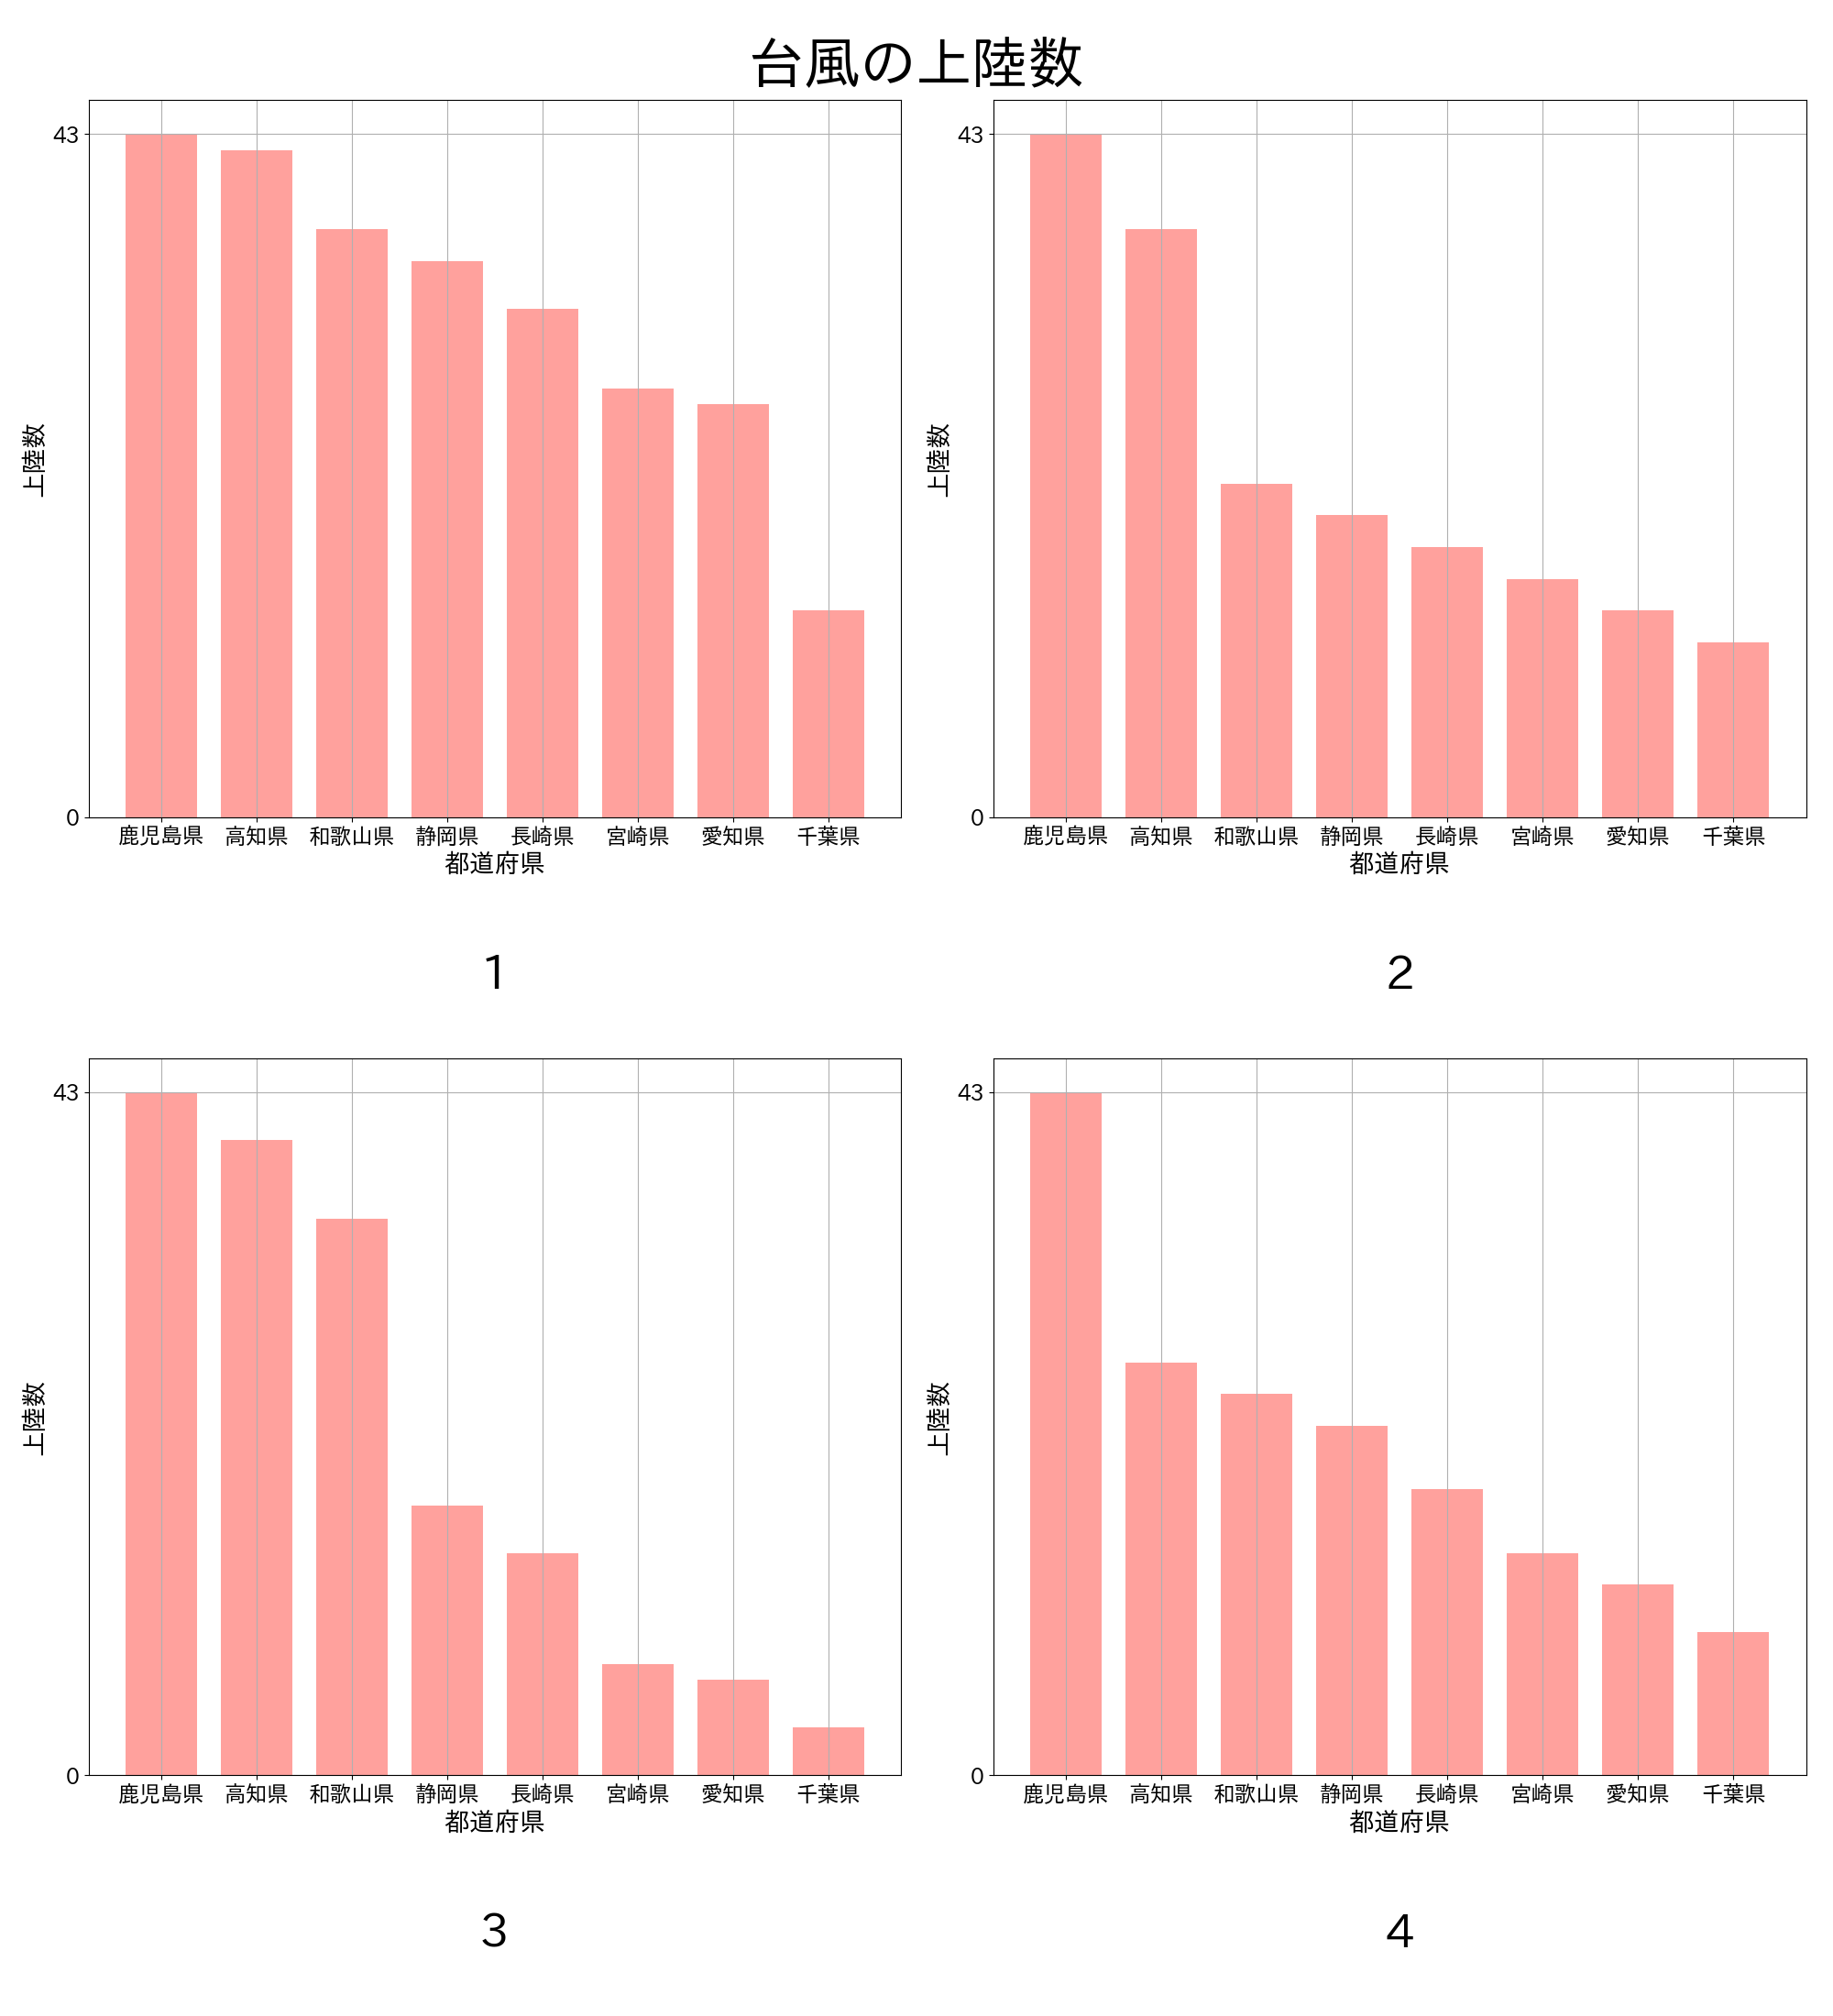 台風の上陸数
43
0
上陸数
鹿児島県 高知県 和歌山県 静岡県 長崎県 宮崎県 愛知県 千葉県
都道府県
1
43
0
上陸数
鹿児島県 高知県 和歌山県 静岡県 長崎県 宮崎県 愛知県 千葉県
都道府県
2
43
0
上陸数
鹿児島県 高知県 和歌山県 静岡県 長崎県 宮崎県 愛知県 千葉県
都道府県
3
43
0
上陸数
鹿児島県 高知県 和歌山県 静岡県 長崎県 宮崎県 愛知県 千葉県
都道府県
4